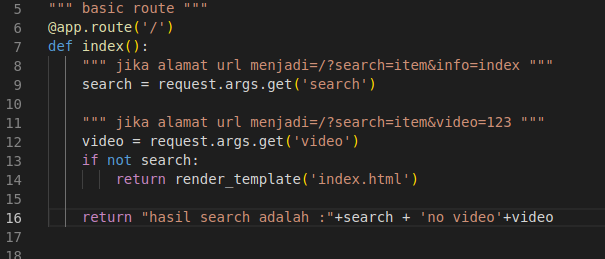 5 """ basic route """
6 @app.route('/')
7 def index():
8 """ jika alamat url menjadi=/?search=item&info=index """
9 search = request.args.get('search')
10
11 """ jika alamat url menjadi=/?search=item&video=123 """
12 video = request.args.get('video')
13 if not search:
14 return render_template('index.html')
15
16 return "hasil search adalah :"+search + 'no video'+video
17
18